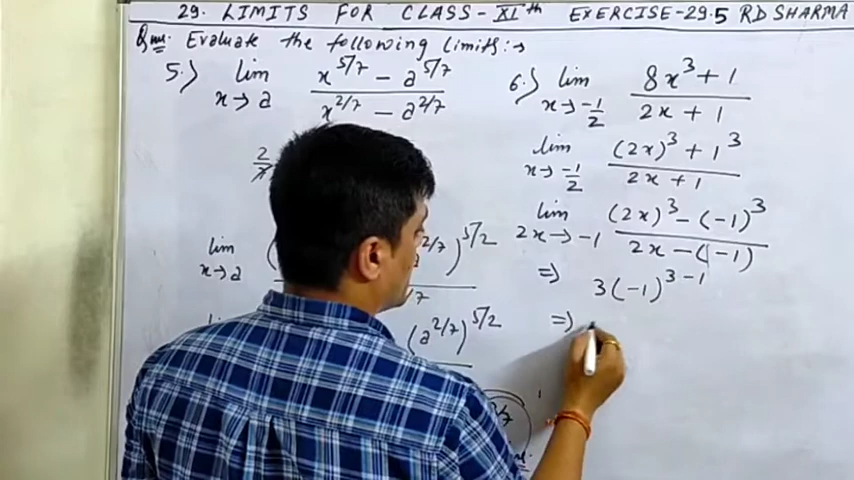 29. LIMITS FOR CLASS-XIth EXERCISE-29.5 RD SHARMA
Ques. Evaluate the following limits:→
5.) lim x→a (x^5/7 − a^5/7) / (x^2/7 − a^2/7)
2/7
lim x→a
2/7)^5/2
(a^2/7)^5/2
6.) lim x→−1/2 (8x³+1) / (2x+1)
lim x→−1/2 ((2x)³+1³) / (2x+1)
lim 2x→−1 ((2x)³−(−1)³) / (2x−(−1))
⇒ 3(−1)^3−1
⇒